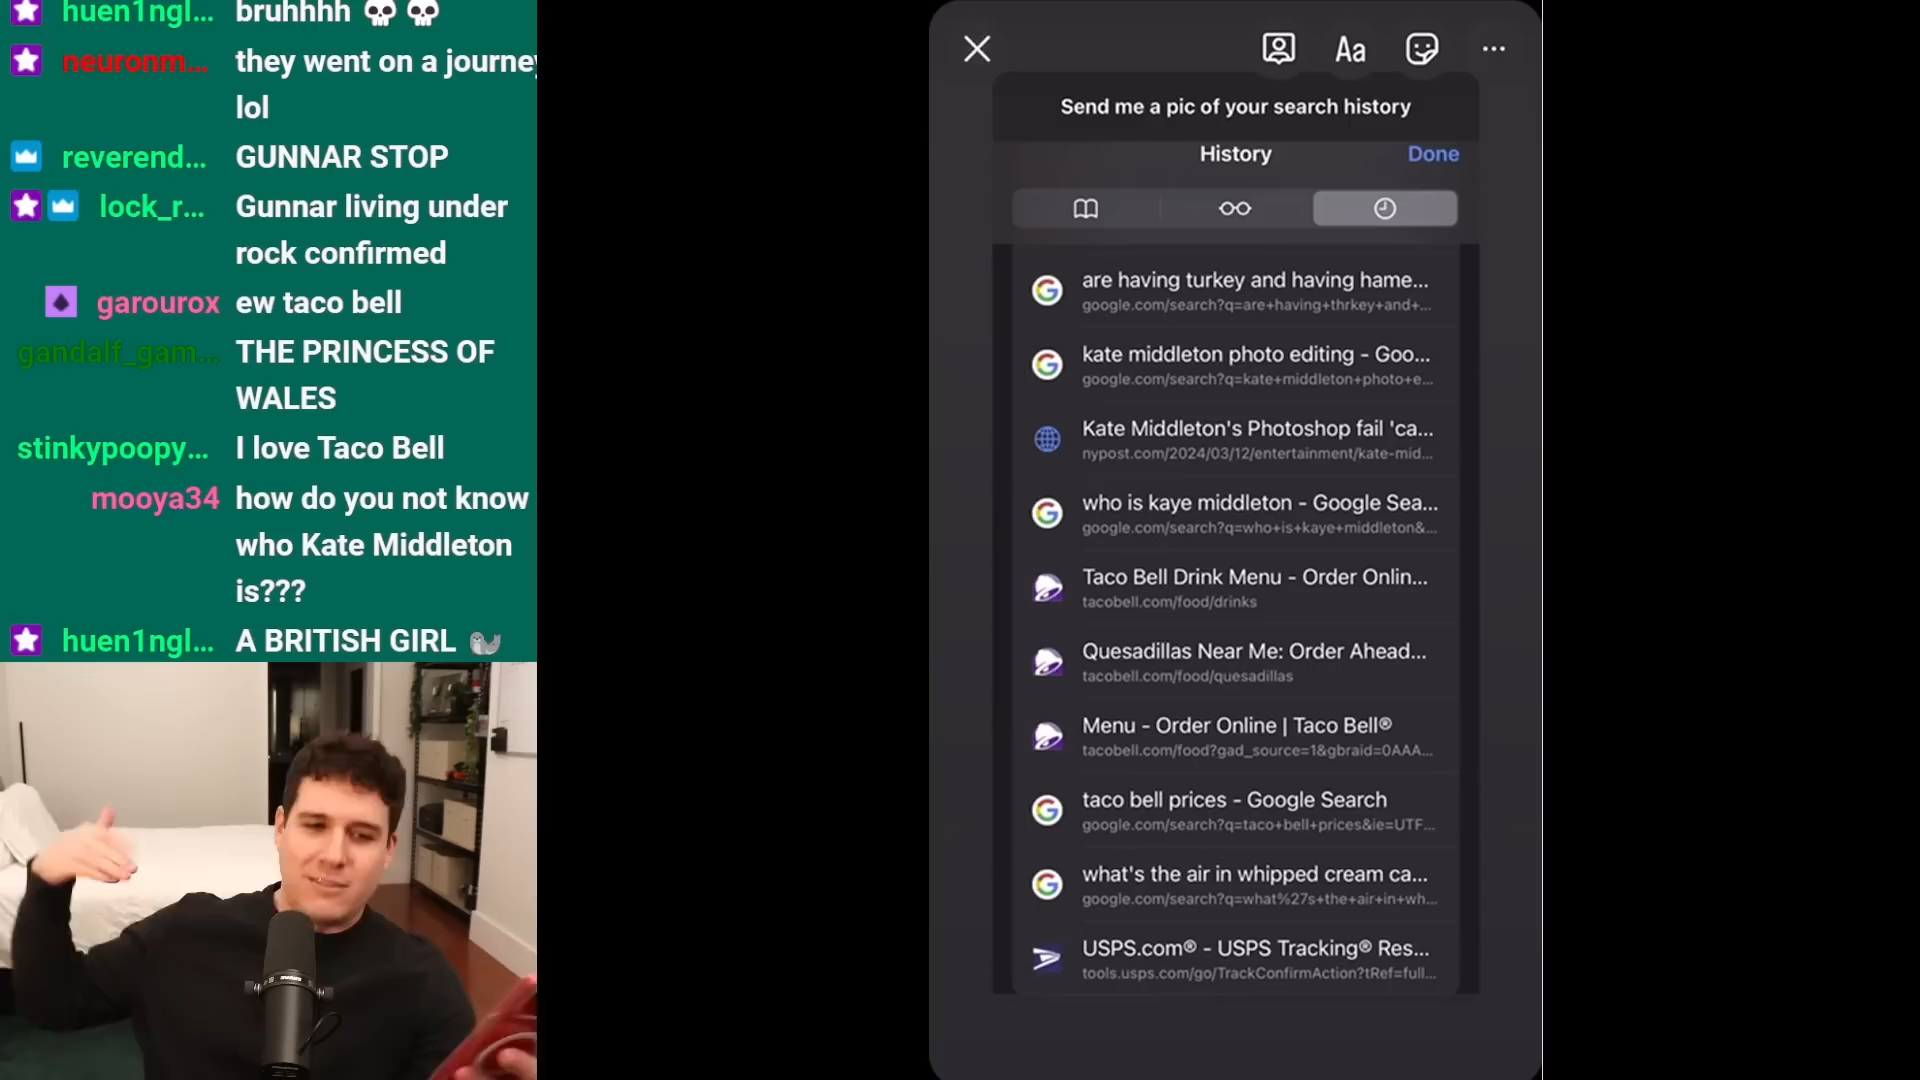 huen1ngl... bruhhhh 💀 💀
neuronm... they went on a journey
lol
reverend... GUNNAR STOP
lock_r... Gunnar living under
rock confirmed
garourox ew taco bell
gandalf_gam... THE PRINCESS OF
WALES
stinkypoopy... I love Taco Bell
mooya34 how do you not know
who Kate Middleton
is???
huen1ngl... A BRITISH GIRL
Aa
Send me a pic of your search history
History Done
are having turkey and having hame...
google.com/search?q=are+having+thrkey+and+...
kate middleton photo editing - Goo...
google.com/search?q=kate+middleton+photo+e...
Kate Middleton's Photoshop fail 'ca...
nypost.com/2024/03/12/entertainment/kate-mid...
who is kaye middleton - Google Sea...
google.com/search?q=who+is+kaye+middleton&...
Taco Bell Drink Menu - Order Onlin...
tacobell.com/food/drinks
Quesadillas Near Me: Order Ahead...
tacobell.com/food/quesadillas
Menu - Order Online | Taco Bell®
tacobell.com/food?gad_source=1&gbraid=0AAA...
taco bell prices - Google Search
google.com/search?q=taco+bell+prices&ie=UTF...
what's the air in whipped cream ca...
google.com/search?q=what%27s+the+air+in+wh...
USPS.com® - USPS Tracking® Res...
tools.usps.com/go/TrackConfirmAction?tRef=full...